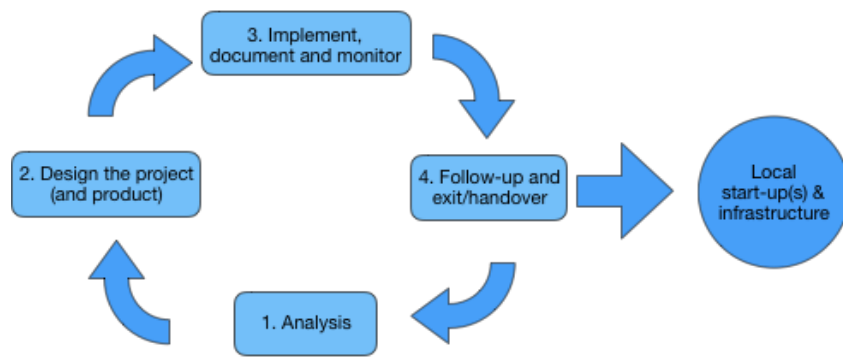 3. Implement,
document and monitor
2. Design the project
(and product)
4. Follow-up and
exit/handover
Local
start-up(s) &
infrastructure
1. Analysis